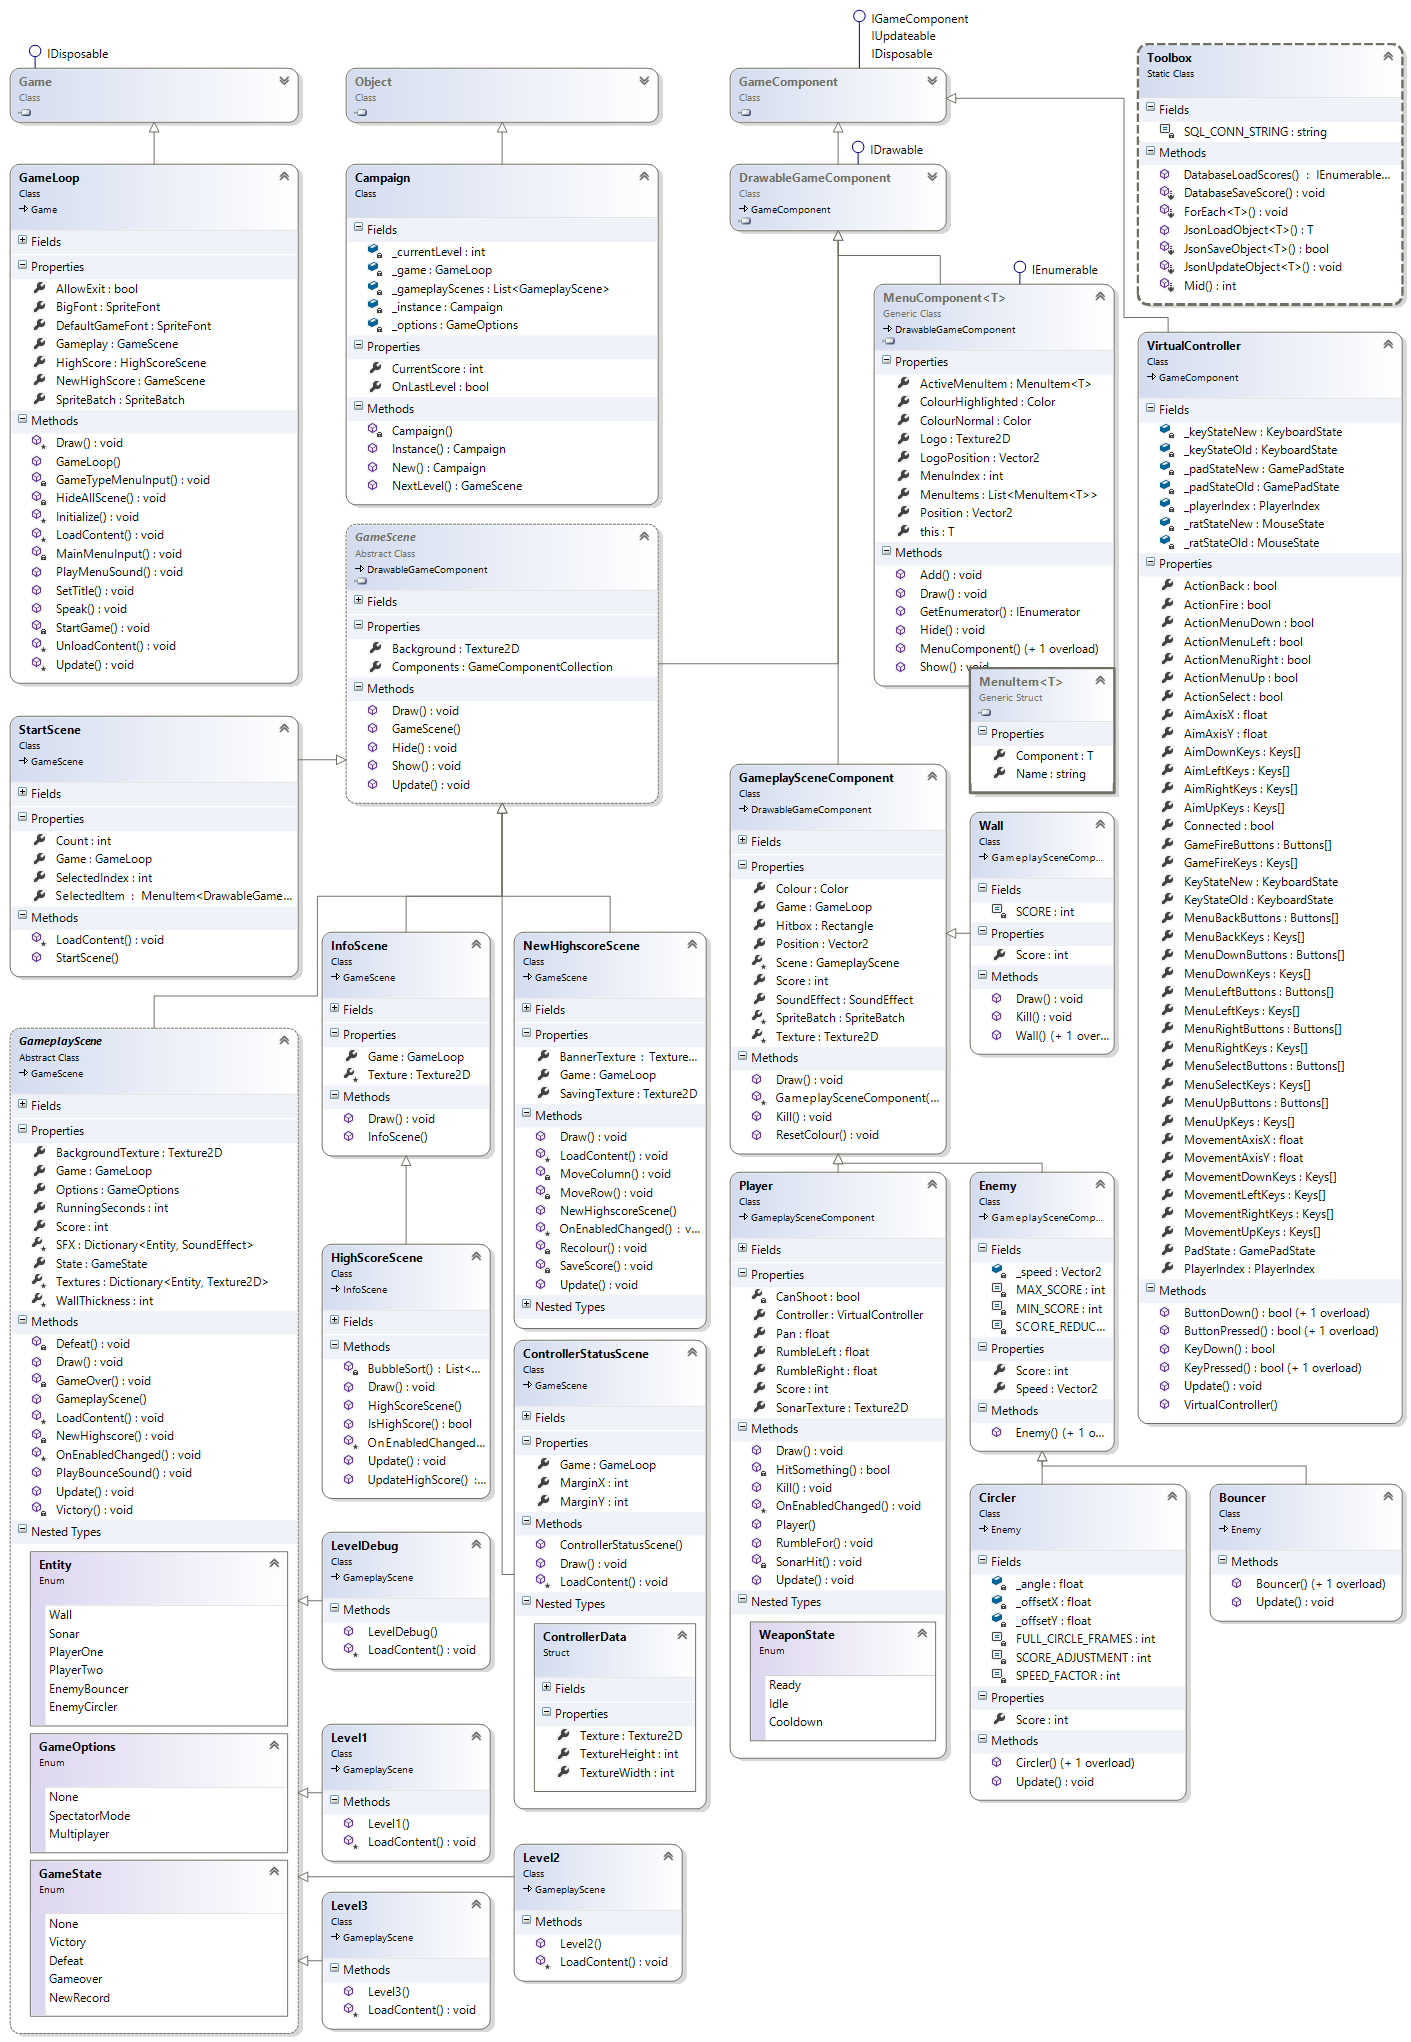 IDisposable
Game
Class
GameLoop
Class
Game
Fields
Properties
AllowExit : bool
BigFont : SpriteFont
DefaultGameFont : SpriteFont
Gameplay : GameScene
HighScore : HighScoreScene
NewHighScore : GameScene
SpriteBatch : SpriteBatch
Methods
Draw() : void
GameLoop()
GameTypeMenuInput() : void
HideAllScene() : void
Initialize() : void
LoadContent() : void
MainMenuInput() : void
PlayMenuSound() : void
SetTitle() : void
Speak() : void
StartGame() : void
UnloadContent() : void
Update() : void
StartScene
Class
GameScene
Fields
Properties
Count : int
Game : GameLoop
SelectedIndex : int
SelectedItem : MenuItem<DrawableGame...
Methods
LoadContent() : void
StartScene()
GameplayScene
Abstract Class
GameScene
Fields
Properties
BackgroundTexture : Texture2D
Game : GameLoop
Options : GameOptions
RunningSeconds : int
Score : int
SFX : Dictionary<Entity, SoundEffect>
State : GameState
Textures : Dictionary<Entity, Texture2D>
WallThickness : int
Methods
Defeat() : void
Draw() : void
GameOver() : void
GameplayScene()
LoadContent() : void
NewHighscore() : void
OnEnabledChanged() : void
PlayBounceSound() : void
Update() : void
Victory() : void
Nested Types
Entity
Enum
Wall
Sonar
PlayerOne
PlayerTwo
EnemyBouncer
EnemyCircler
GameOptions
Enum
None
SpectatorMode
Multiplayer
GameState
Enum
None
Victory
Defeat
Gameover
NewRecord
Object
Class
Campaign
Class
Fields
_currentLevel : int
_game : GameLoop
_gameplayScenes : List<GameplayScene>
_instance : Campaign
_options : GameOptions
Properties
CurrentScore : int
OnLastLevel : bool
Methods
Campaign()
Instance() : Campaign
New() : Campaign
NextLevel() : GameScene
GameScene
Abstract Class
DrawableGameComponent
Fields
Properties
Background : Texture2D
Components : GameComponentCollection
Methods
Draw() : void
GameScene()
Hide() : void
Show() : void
Update() : void
InfoScene
Class
GameScene
Fields
Properties
Game : GameLoop
Texture : Texture2D
Methods
Draw() : void
InfoScene()
HighScoreScene
Class
InfoScene
Fields
Methods
BubbleSort() : List<...
Draw() : void
HighScoreScene()
IsHighScore() : bool
OnEnabledChanged...
Update() : void
UpdateHighScore() :...
LevelDebug
Class
GameplayScene
Methods
LevelDebug()
LoadContent() : void
Level1
Class
GameplayScene
Methods
Level1()
LoadContent() : void
Level3
Class
GameplayScene
Methods
Level3()
LoadContent() : void
NewHighscoreScene
Class
GameScene
Fields
Properties
BannerTexture : Texture...
Game : GameLoop
SavingTexture : Texture2D
Methods
Draw() : void
LoadContent() : void
MoveColumn() : void
MoveRow() : void
NewHighscoreScene()
OnEnabledChanged() : v...
Recolour() : void
SaveScore() : void
Update() : void
Nested Types
ControllerStatusScene
Class
GameScene
Fields
Properties
Game : GameLoop
MarginX : int
MarginY : int
Methods
ControllerStatusScene()
Draw() : void
LoadContent() : void
Nested Types
ControllerData
Struct
Fields
Properties
Texture : Texture2D
TextureHeight : int
TextureWidth : int
Level2
Class
GameplayScene
Methods
Level2()
LoadContent() : void
IGameComponent
IUpdateable
IDisposable
GameComponent
Class
IDrawable
DrawableGameComponent
Class
GameComponent
IEnumerable
MenuComponent<T>
Generic Class
DrawableGameComponent
Properties
ActiveMenuItem : MenuItem<T>
ColourHighlighted : Color
ColourNormal : Color
Logo : Texture2D
LogoPosition : Vector2
MenuIndex : int
MenuItems : List<MenuItem<T>>
Position : Vector2
this : T
Methods
Add() : void
Draw() : void
GetEnumerator() : IEnumerator
Hide() : void
MenuComponent() (+ 1 overload)
Show() : void
MenuItem<T>
Generic Struct
Properties
Component : T
Name : string
GameplaySceneComponent
Class
DrawableGameComponent
Fields
Properties
Colour : Color
Game : GameLoop
Hitbox : Rectangle
Position : Vector2
Scene : GameplayScene
Score : int
SoundEffect : SoundEffect
SpriteBatch : SpriteBatch
Texture : Texture2D
Methods
Draw() : void
GameplaySceneComponent(...
Kill() : void
ResetColour() : void
Wall
Class
GameplaySceneComp...
Fields
SCORE : int
Properties
Score : int
Methods
Draw() : void
Kill() : void
Wall() (+ 1 over...
Player
Class
GameplaySceneComponent
Fields
Properties
CanShoot : bool
Controller : VirtualController
Pan : float
RumbleLeft : float
RumbleRight : float
Score : int
SonarTexture : Texture2D
Methods
Draw() : void
HitSomething() : bool
Kill() : void
OnEnabledChanged() : void
Player()
RumbleFor() : void
SonarHit() : void
Update() : void
Nested Types
WeaponState
Enum
Ready
Idle
Cooldown
Enemy
Class
GameplaySceneComp...
Fields
_speed : Vector2
MAX_SCORE : int
MIN_SCORE : int
SCORE_REDUC...
Properties
Score : int
Speed : Vector2
Methods
Enemy() (+ 1 o...
Circler
Class
Enemy
Fields
_angle : float
_offsetX : float
_offsetY : float
FULL_CIRCLE_FRAMES : int
SCORE_ADJUSTMENT : int
SPEED_FACTOR : int
Properties
Score : int
Methods
Circler() (+ 1 overload)
Update() : void
Bouncer
Class
Enemy
Methods
Bouncer() (+ 1 overload)
Update() : void
Toolbox
Static Class
Fields
SQL_CONN_STRING : string
Methods
DatabaseLoadScores() : IEnumerable...
DatabaseSaveScore() : void
ForEach<T>() : void
JsonLoadObject<T>() : T
JsonSaveObject<T>() : bool
JsonUpdateObject<T>() : void
Mid() : int
VirtualController
Class
GameComponent
Fields
_keyStateNew : KeyboardState
_keyStateOld : KeyboardState
_padStateNew : GamePadState
_padStateOld : GamePadState
_playerIndex : PlayerIndex
_ratStateNew : MouseState
_ratStateOld : MouseState
Properties
ActionBack : bool
ActionFire : bool
ActionMenuDown : bool
ActionMenuLeft : bool
ActionMenuRight : bool
ActionMenuUp : bool
ActionSelect : bool
AimAxisX : float
AimAxisY : float
AimDownKeys : Keys[]
AimLeftKeys : Keys[]
AimRightKeys : Keys[]
AimUpKeys : Keys[]
Connected : bool
GameFireButtons : Buttons[]
GameFireKeys : Keys[]
KeyStateNew : KeyboardState
KeyStateOld : KeyboardState
MenuBackButtons : Buttons[]
MenuBackKeys : Keys[]
MenuDownButtons : Buttons[]
MenuDownKeys : Keys[]
MenuLeftButtons : Buttons[]
MenuLeftKeys : Keys[]
MenuRightButtons : Buttons[]
MenuRightKeys : Keys[]
MenuSelectButtons : Buttons[]
MenuSelectKeys : Keys[]
MenuUpButtons : Buttons[]
MenuUpKeys : Keys[]
MovementAxisX : float
MovementAxisY : float
MovementDownKeys : Keys[]
MovementLeftKeys : Keys[]
MovementRightKeys : Keys[]
MovementUpKeys : Keys[]
PadState : GamePadState
PlayerIndex : PlayerIndex
Methods
ButtonDown() : bool (+ 1 overload)
ButtonPressed() : bool (+ 1 overload)
KeyDown() : bool
KeyPressed() : bool (+ 1 overload)
Update() : void
VirtualController()